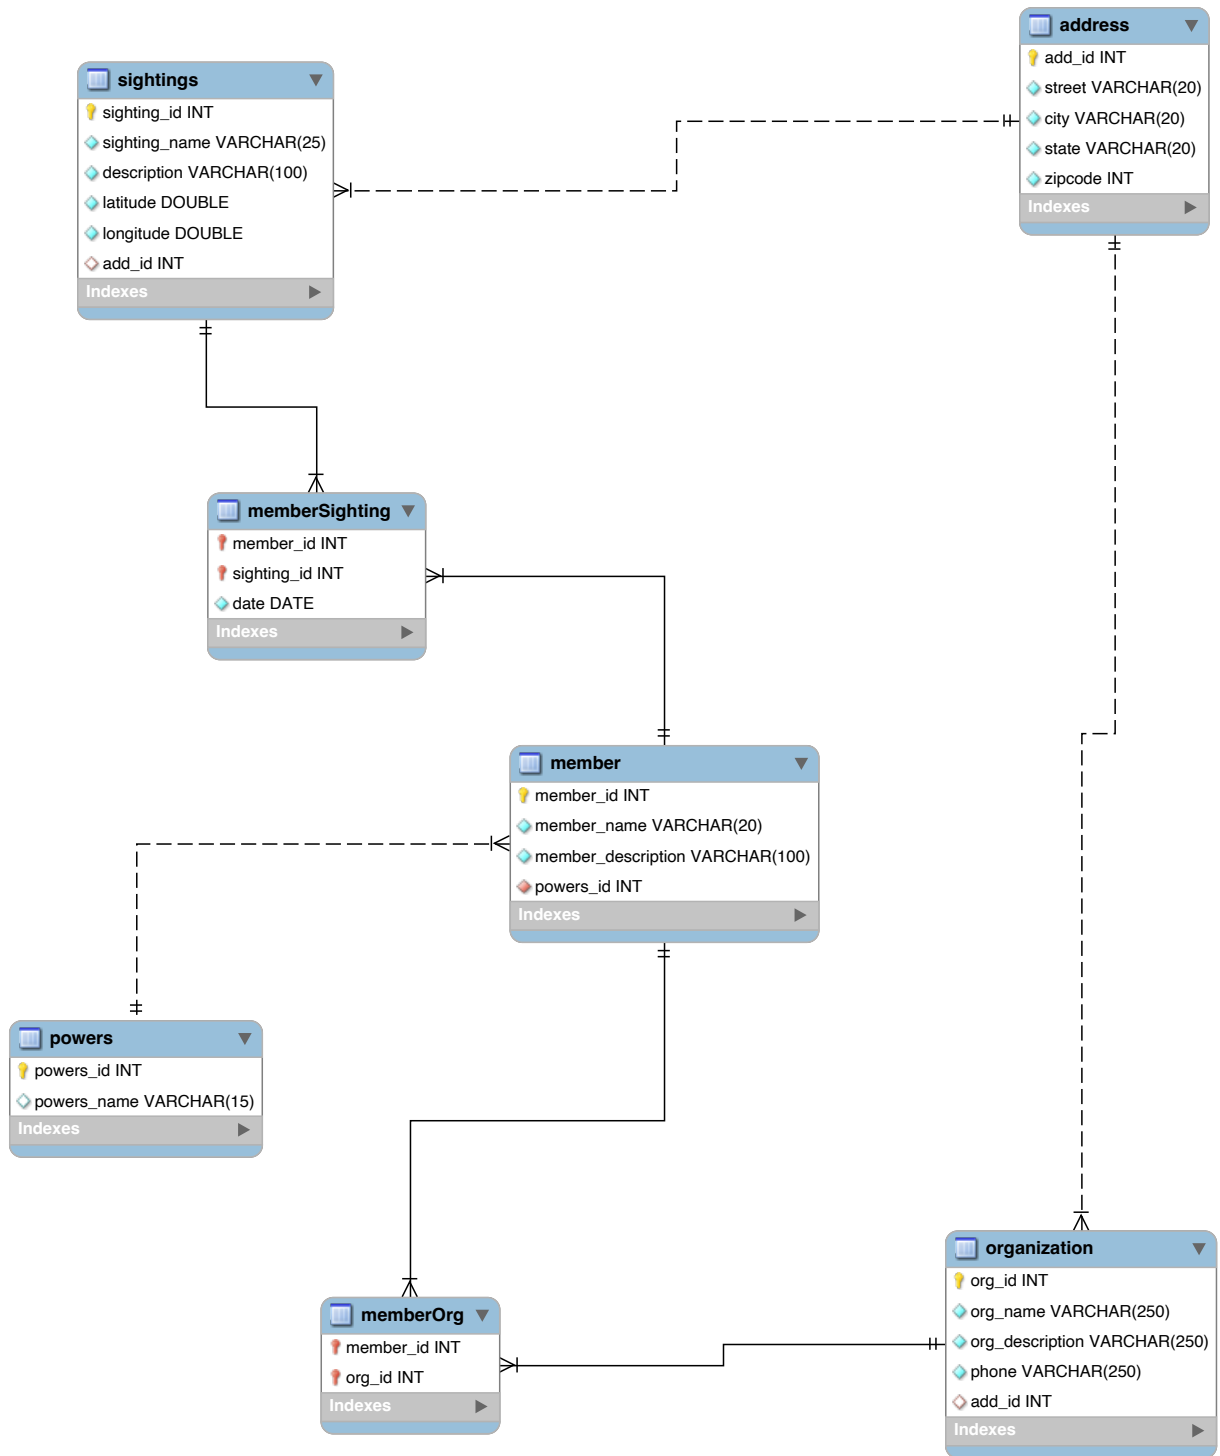 address
add_id INT
street VARCHAR(20)
city VARCHAR(20)
state VARCHAR(20)
zipcode INT
Indexes
sightings
sighting_id INT
sighting_name VARCHAR(25)
description VARCHAR(100)
latitude DOUBLE
longitude DOUBLE
add_id INT
Indexes
memberSighting
member_id INT
sighting_id INT
date DATE
Indexes
member
member_id INT
member_name VARCHAR(20)
member_description VARCHAR(100)
powers_id INT
Indexes
powers
powers_id INT
powers_name VARCHAR(15)
Indexes
organization
org_id INT
org_name VARCHAR(250)
org_description VARCHAR(250)
phone VARCHAR(250)
add_id INT
Indexes
memberOrg
member_id INT
org_id INT
Indexes